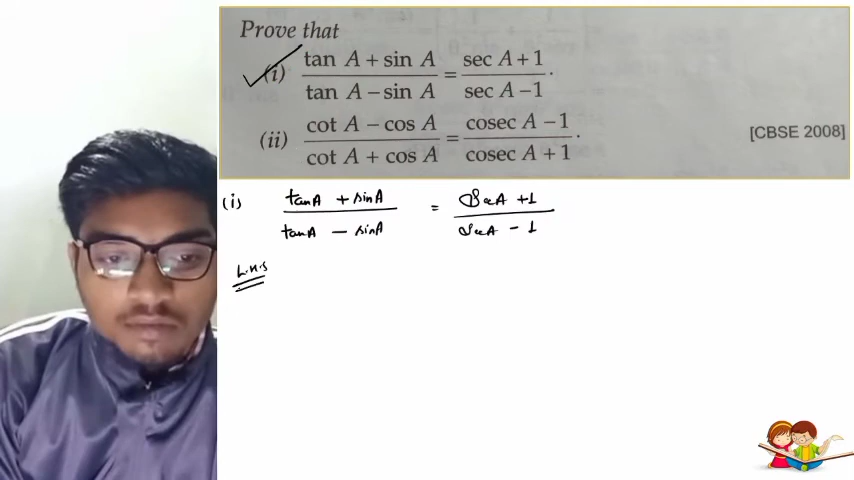 Prove that
(i) tan A + sin A / tan A − sin A = sec A + 1 / sec A − 1 .
(ii) cot A − cos A / cot A + cos A = cosec A − 1 / cosec A + 1 .
[CBSE 2008]
(i) tanA + sinA / tanA − sinA = secA + 1 / secA − 1
L.H.S